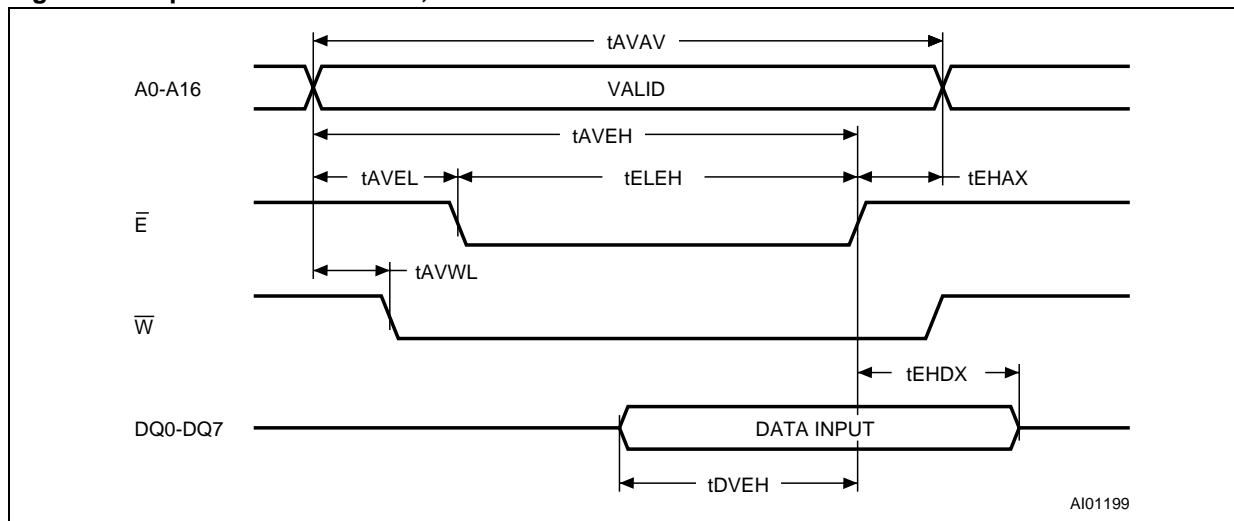 tAVAV
A0-A16
VALID
tAVEH
tAVEL
tELEH
tEHAX
E̅
tAVWL
W̅
tEHDX
DQ0-DQ7
DATA INPUT
tDVEH
AI01199